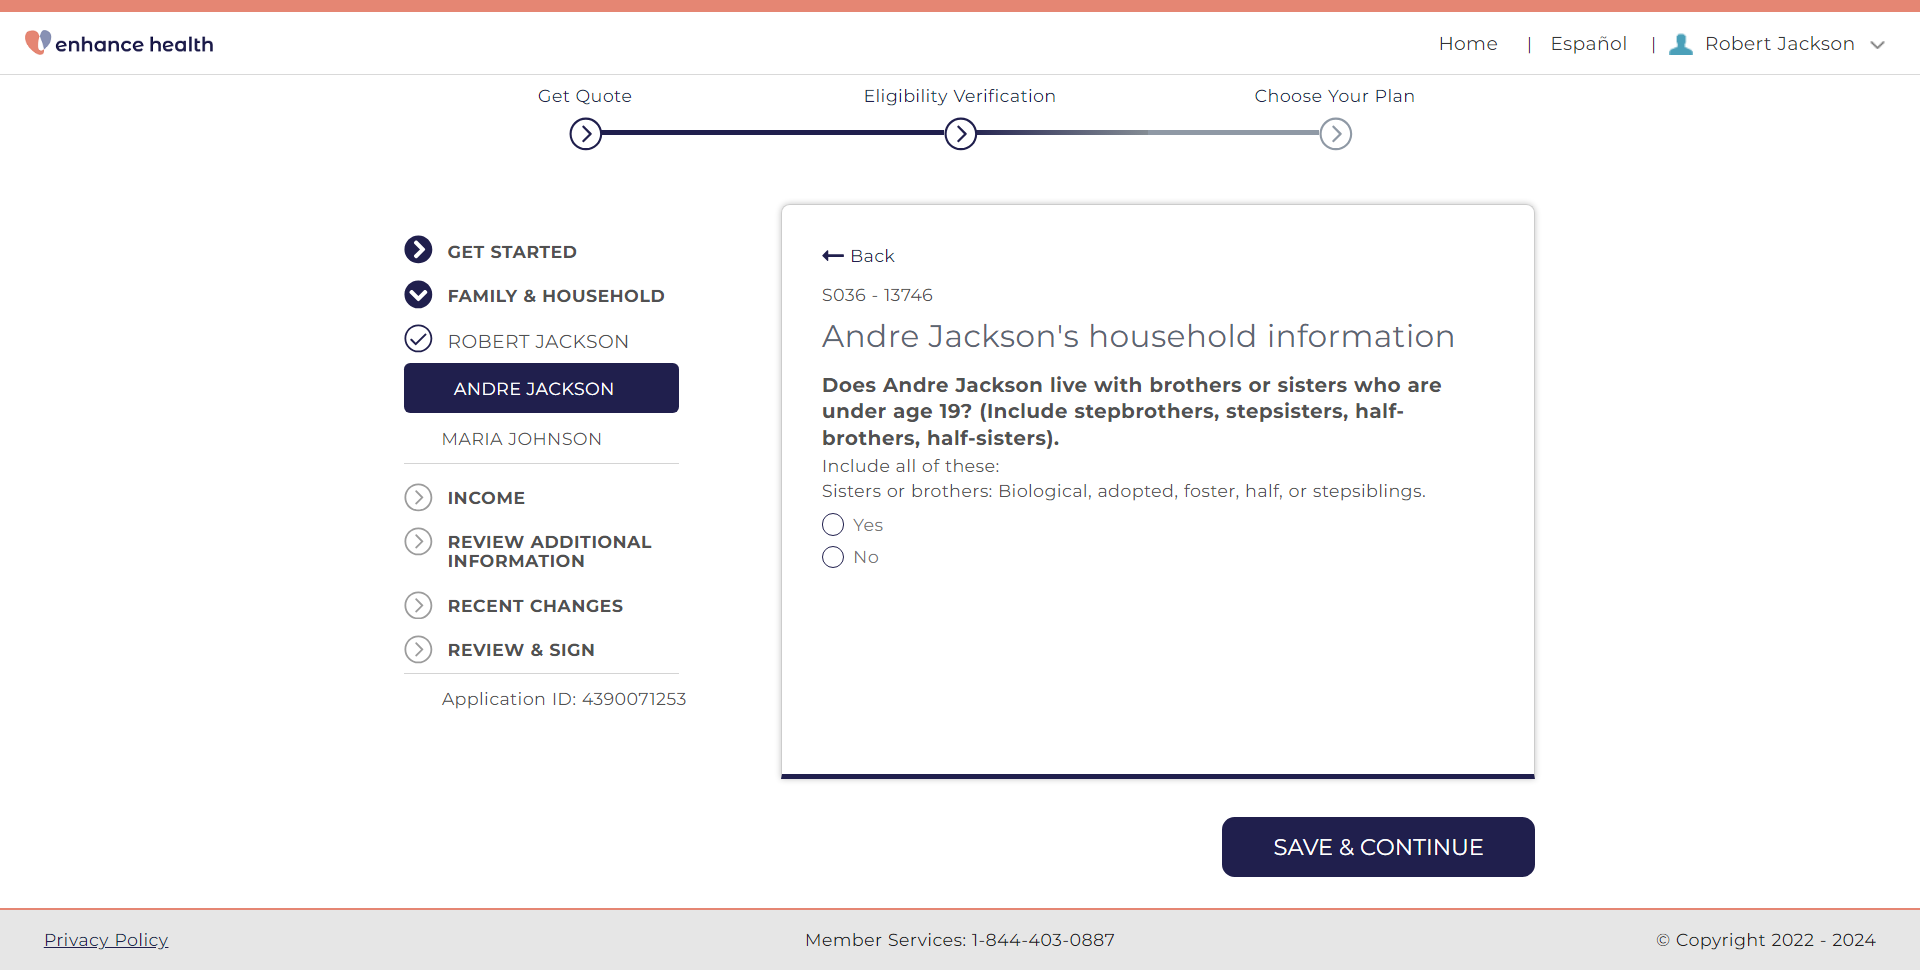 enhance health
Home | Español | Robert Jackson
Get Quote
Eligibility Verification
Choose Your Plan
GET STARTED
FAMILY & HOUSEHOLD
ROBERT JACKSON
ANDRE JACKSON
MARIA JOHNSON
INCOME
REVIEW ADDITIONAL
INFORMATION
RECENT CHANGES
REVIEW & SIGN
Application ID: 4390071253
Back
S036 - 13746
Andre Jackson's household information
Does Andre Jackson live with brothers or sisters who are
under age 19? (Include stepbrothers, stepsisters, half-
brothers, half-sisters).
Include all of these:
Sisters or brothers: Biological, adopted, foster, half, or stepsiblings.
Yes
No
SAVE & CONTINUE
Privacy Policy
Member Services: 1-844-403-0887
© Copyright 2022 - 2024